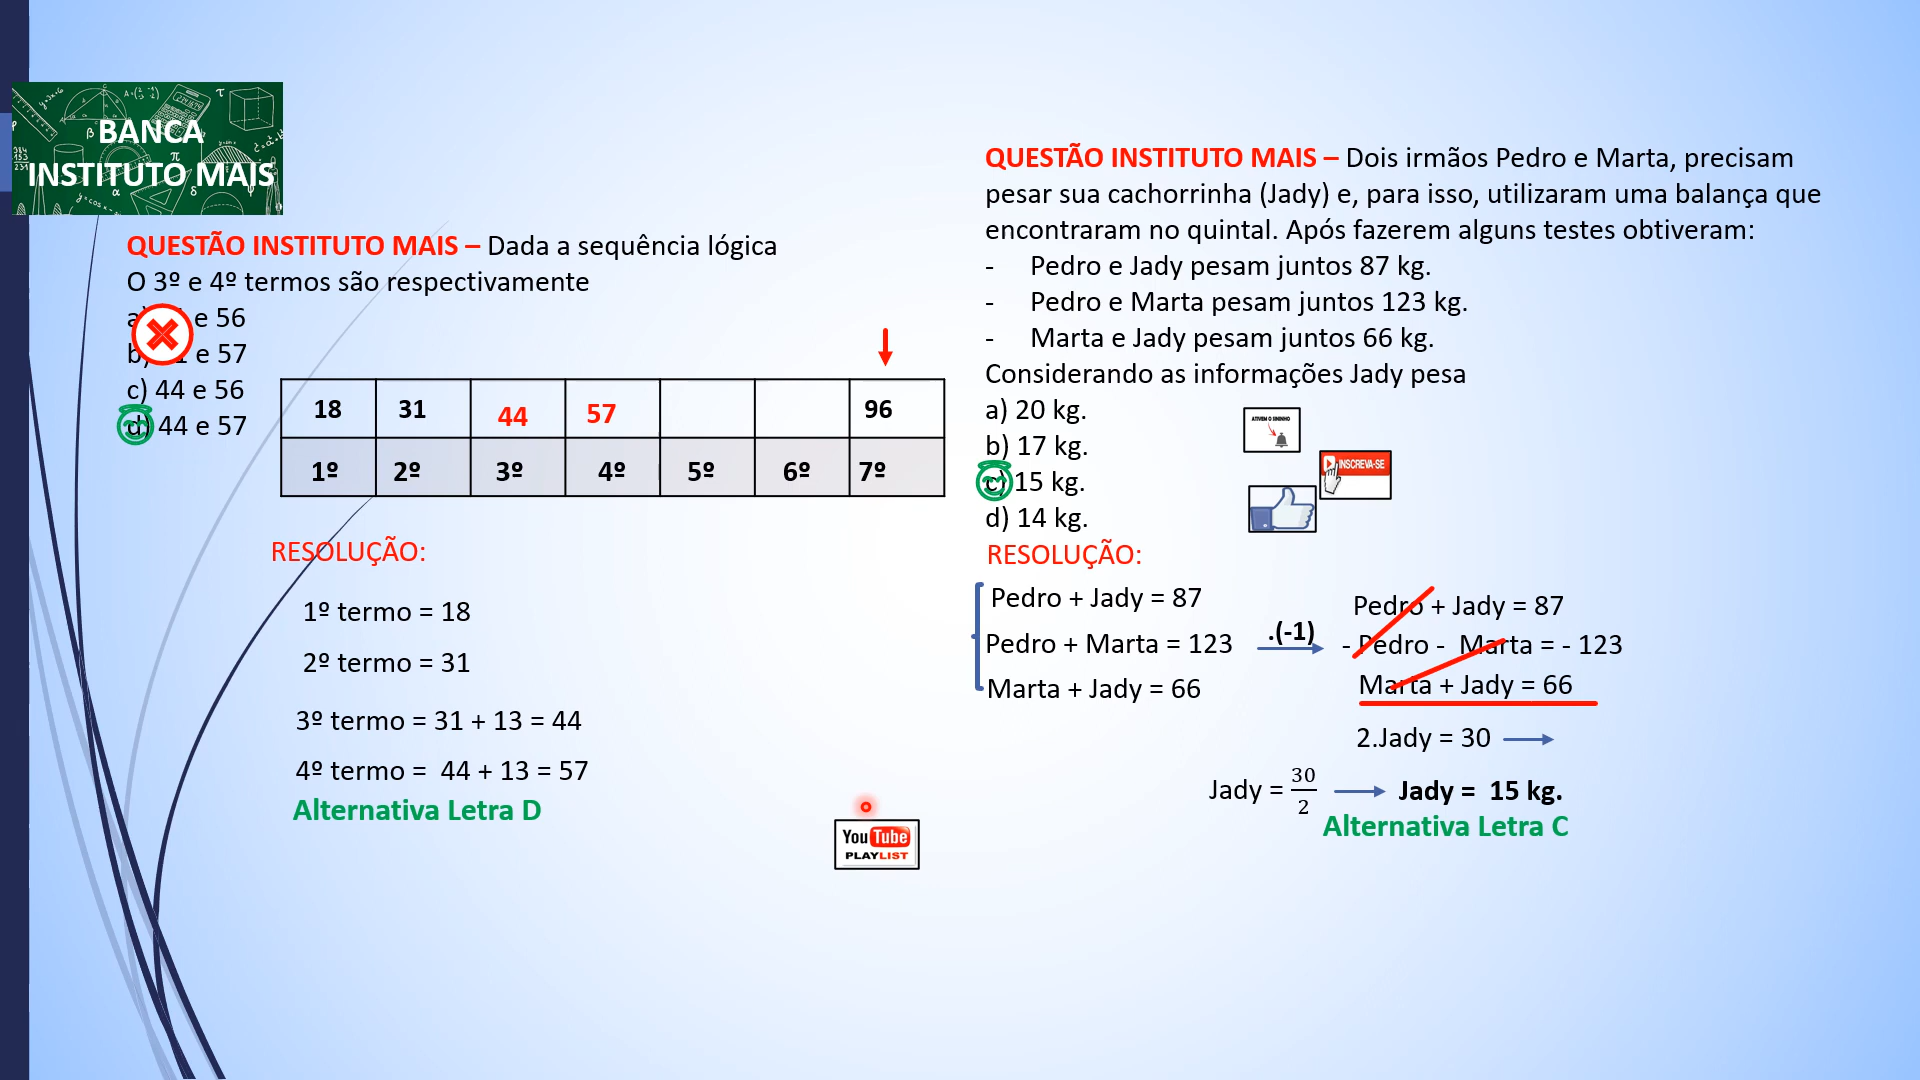 BANCA
INSTITUTO MAIS
QUESTÃO INSTITUTO MAIS – Dada a sequência lógica
O 3º e 4º termos são respectivamente
e 56
b) e 57
c) 44 e 56
d) 44 e 57
18 31 44 57 96
1º 2º 3º 4º 5º 6º 7º
RESOLUÇÃO:
1º termo = 18
2º termo = 31
3º termo = 31 + 13 = 44
4º termo = 44 + 13 = 57
Alternativa Letra D
YouTube
PLAYLIST
QUESTÃO INSTITUTO MAIS – Dois irmãos Pedro e Marta, precisam
pesar sua cachorrinha (Jady) e, para isso, utilizaram uma balança que
encontraram no quintal. Após fazerem alguns testes obtiveram:
- Pedro e Jady pesam juntos 87 kg.
- Pedro e Marta pesam juntos 123 kg.
- Marta e Jady pesam juntos 66 kg.
Considerando as informações Jady pesa
a) 20 kg.
b) 17 kg.
c) 15 kg.
d) 14 kg.
ATIVEM O SININHO
INSCREVA-SE
RESOLUÇÃO:
Pedro + Jady = 87
Pedro + Marta = 123
Marta + Jady = 66
.(-1)
Pedro + Jady = 87
- Pedro - Marta = - 123
Marta + Jady = 66
2.Jady = 30
Jady = 30/2
Jady = 15 kg.
Alternativa Letra C